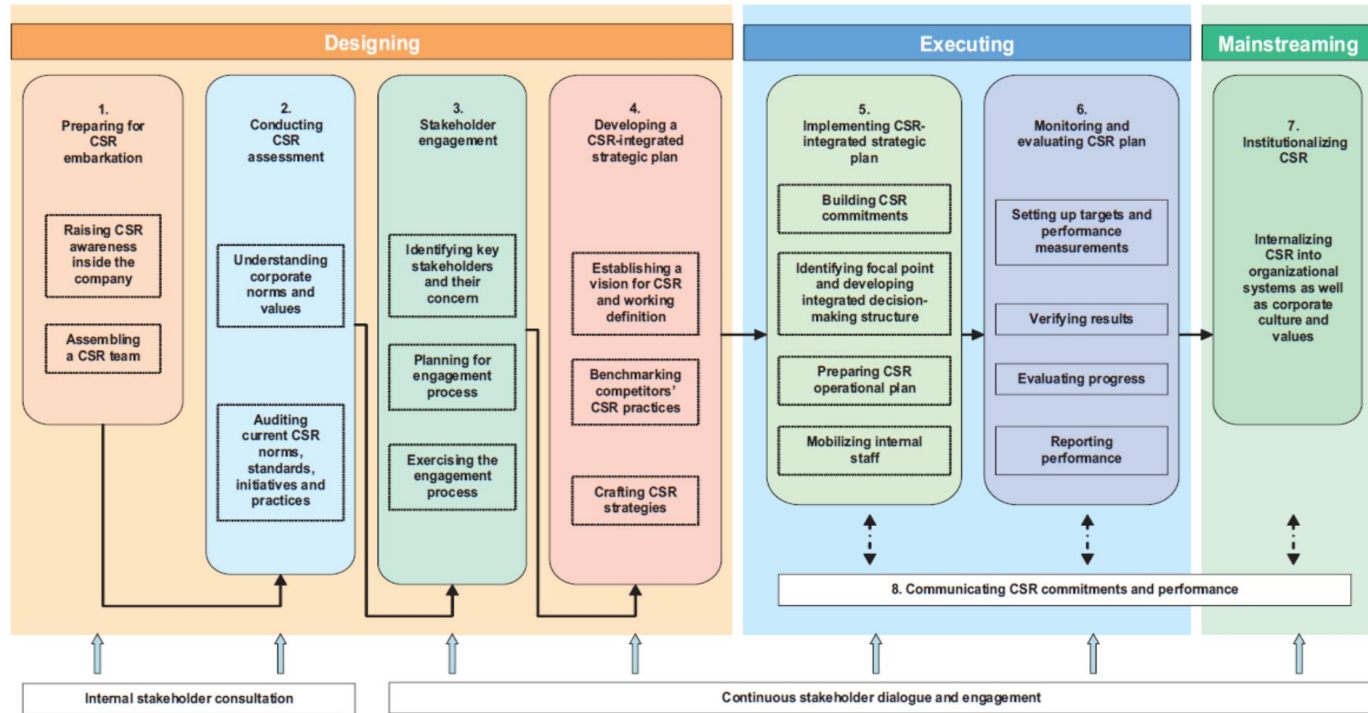 Designing
Executing
Mainstreaming
1.
Preparing for
CSR
embarkation
Raising CSR
awareness
inside the
company
Assembling
a CSR team
2.
Conducting
CSR
assessment
Understanding
corporate
norms and
values
Auditing
current CSR
norms,
standards,
initiatives and
practices
3.
Stakeholder
engagement
Identifying key
stakeholders
and their
concern
Planning for
engagement
process
Exercising the
engagement
process
4.
Developing a
CSR-integrated
strategic plan
Establishing a
vision for CSR
and working
definition
Benchmarking
competitors'
CSR practices
Crafting CSR
strategies
5.
Implementing CSR-
integrated strategic
plan
Building CSR
commitments
Identifying focal point
and developing
integrated decision-
making structure
Preparing CSR
operational plan
Mobilizing internal
staff
6.
Monitoring and
evaluating CSR plan
Setting up targets and
performance
measurements
Verifying results
Evaluating progress
Reporting
performance
7.
Institutionalizing
CSR
Internalizing
CSR into
organizational
systems as well
as corporate
culture and
values
8. Communicating CSR commitments and performance
Internal stakeholder consultation
Continuous stakeholder dialogue and engagement